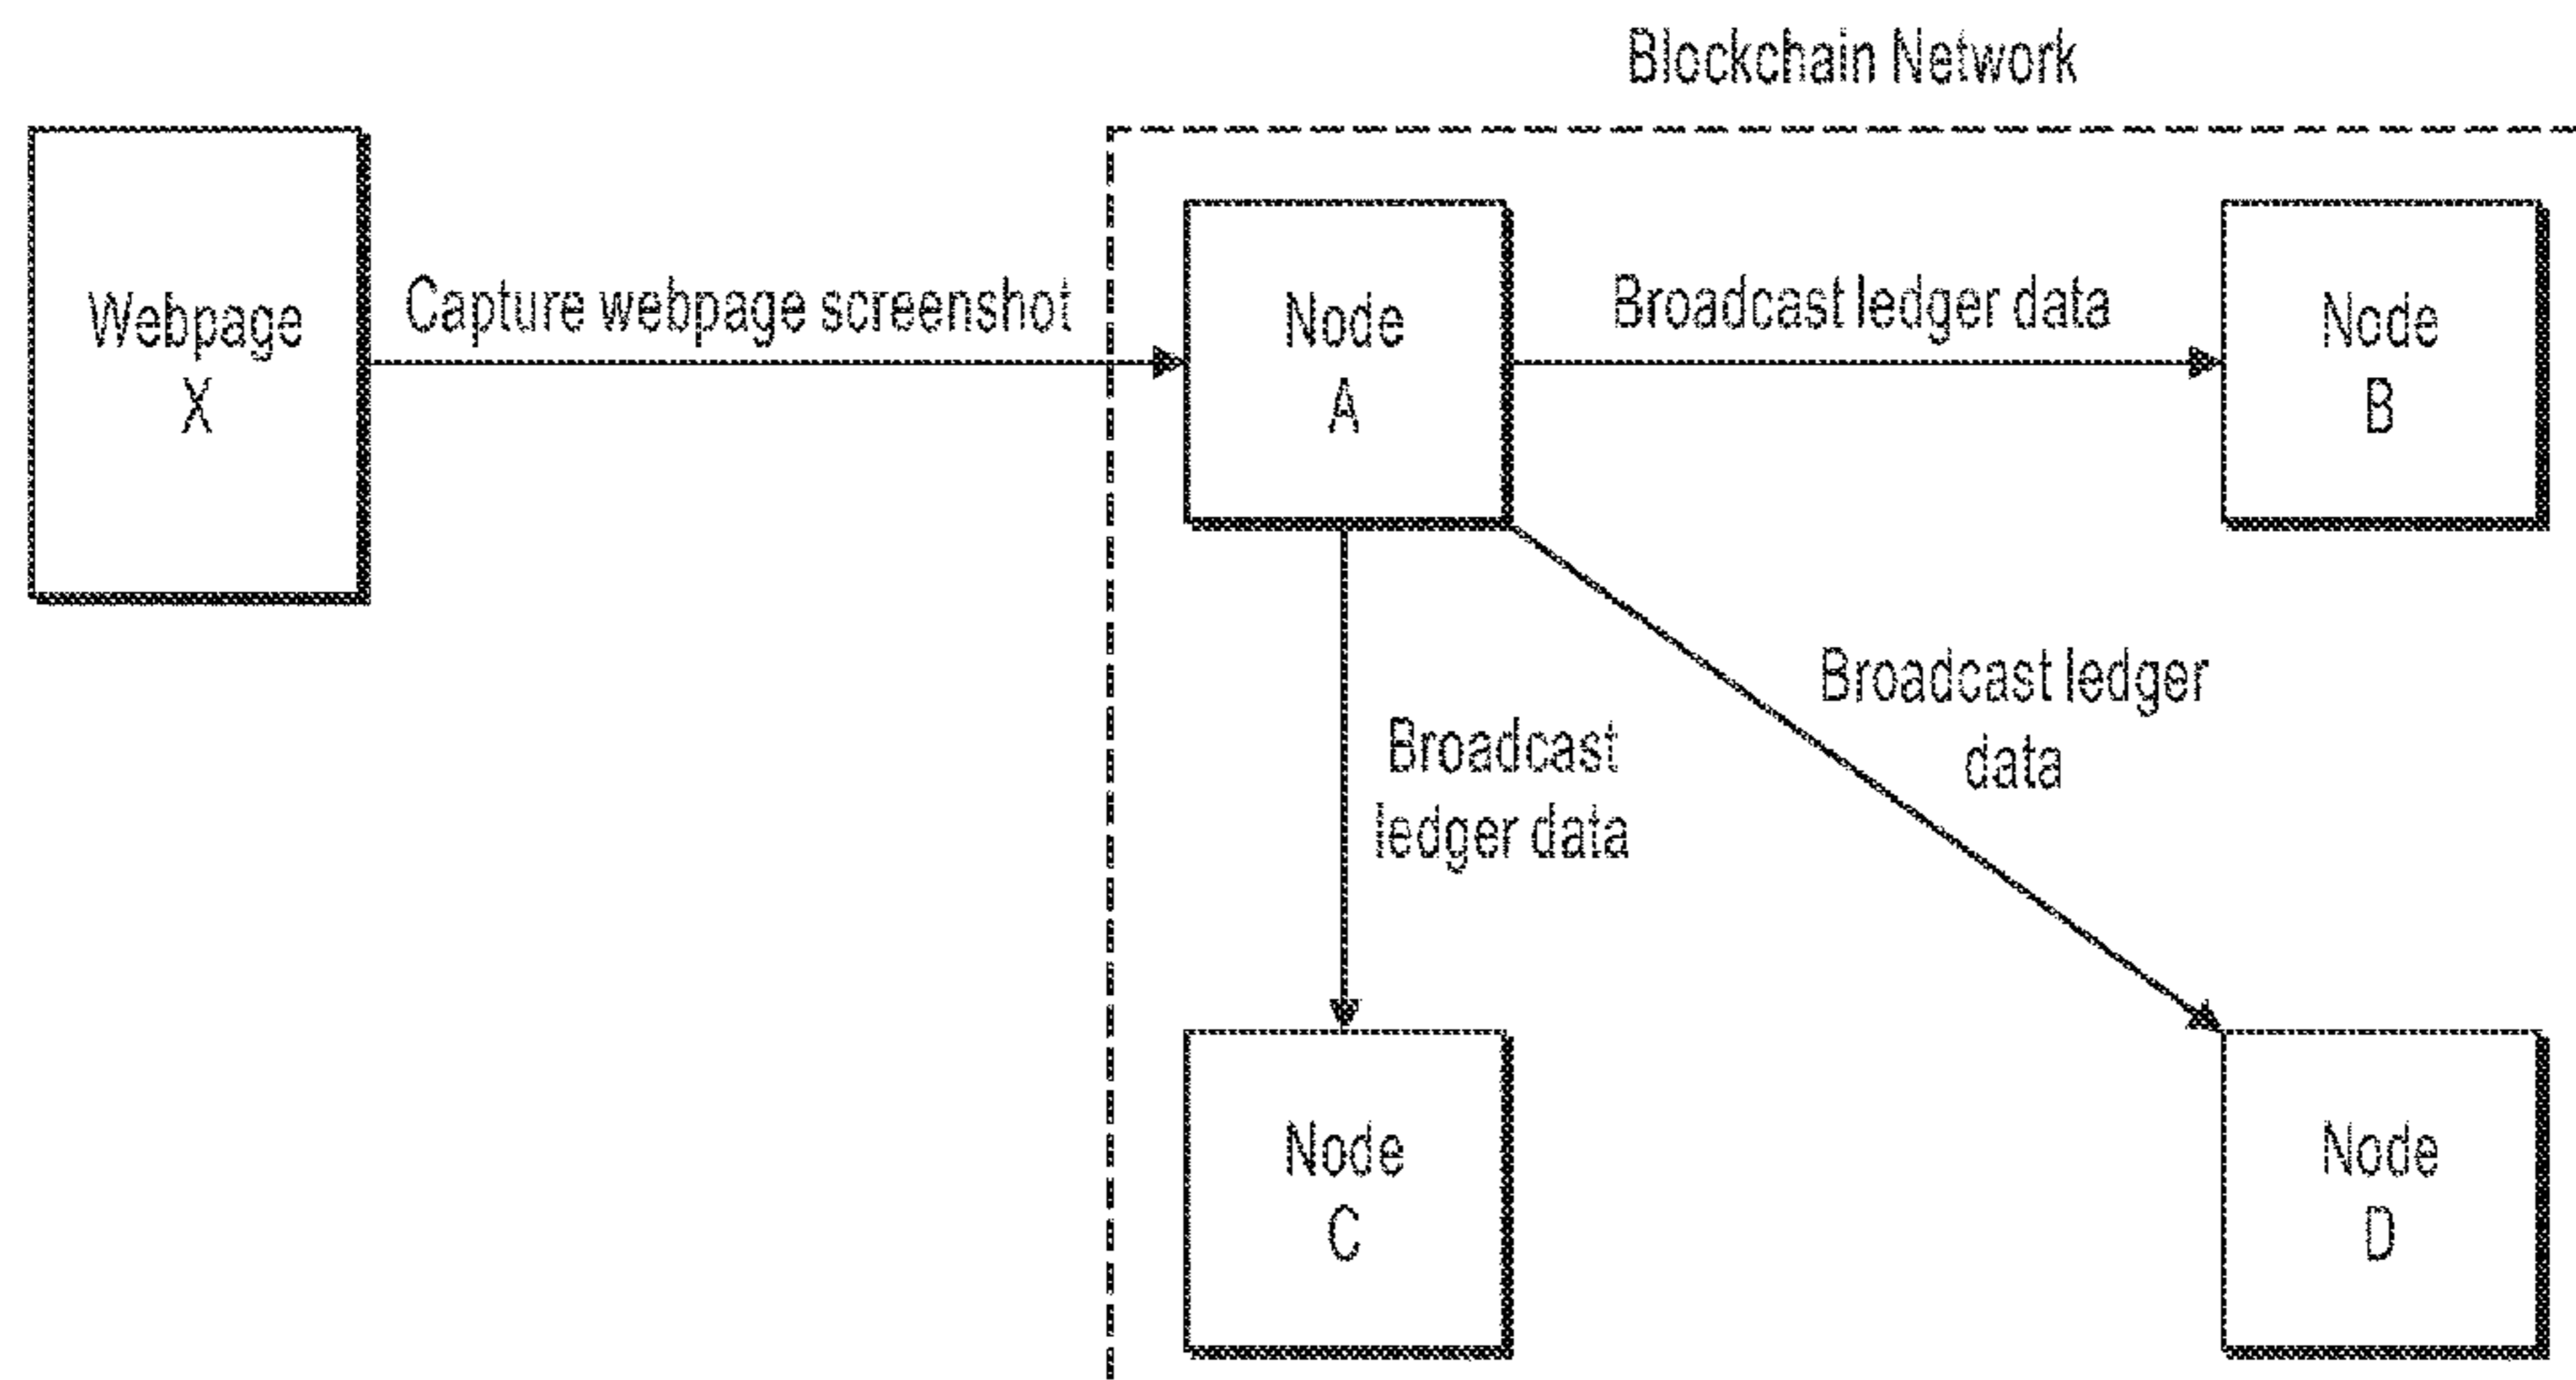 Blockchain Network
Webpage
X
Capture webpage screenshot
Node
A
Broadcast ledger data
Node
B
Broadcast
ledger data
Broadcast ledger
data
Node
C
Node
D